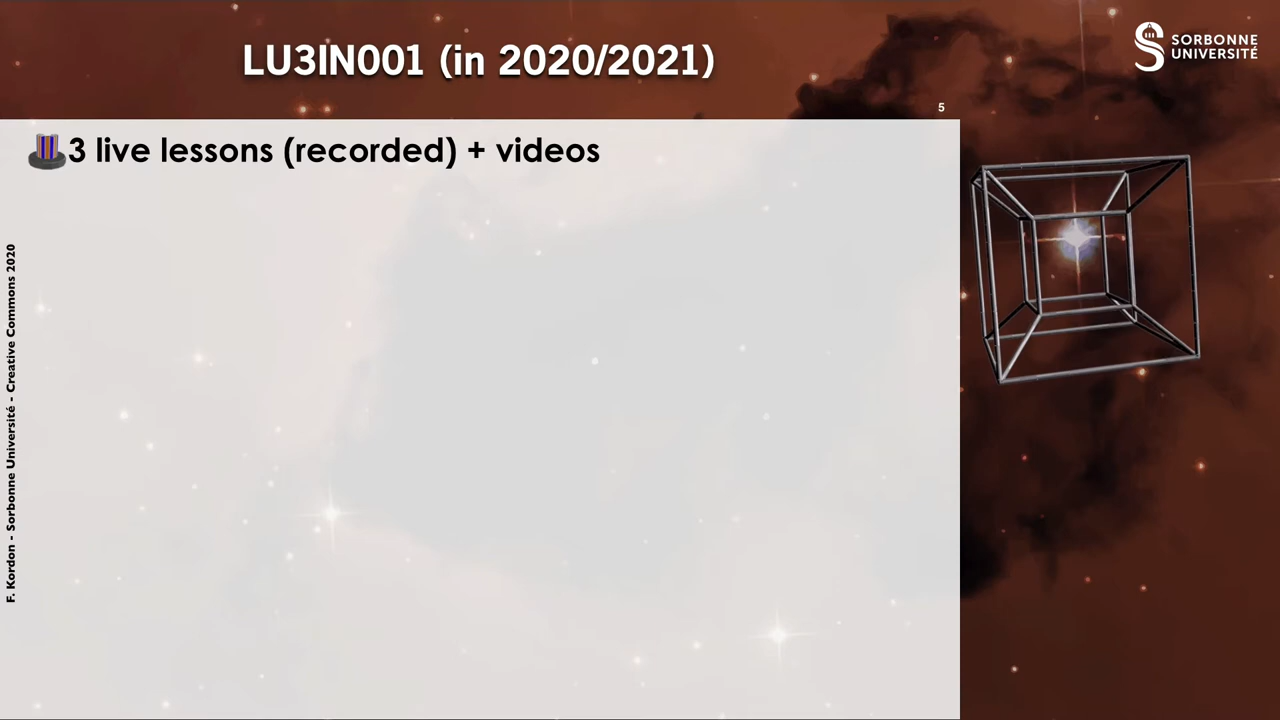 LU3IN001 (in 2020/2021)
SORBONNE
UNIVERSITÉ
5
3 live lessons (recorded) + videos
F. Kordon - Sorbonne Université - Creative Commons 2020